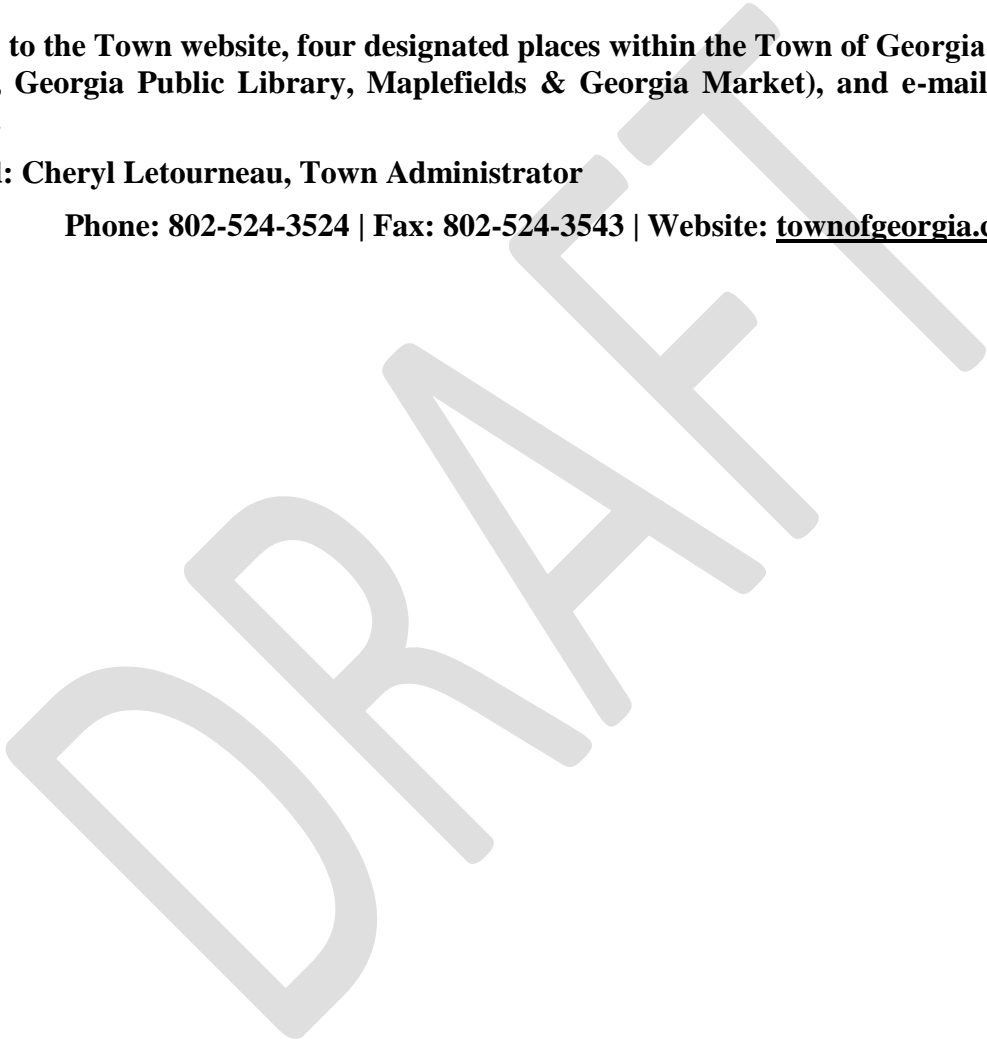 to the Town website, four designated places within the Town of Georgia
, Georgia Public Library, Maplefields & Georgia Market), and e-mail
: Cheryl Letourneau, Town Administrator
Phone: 802-524-3524 | Fax: 802-524-3543 | Website: townofgeorgia.c
DRAFT